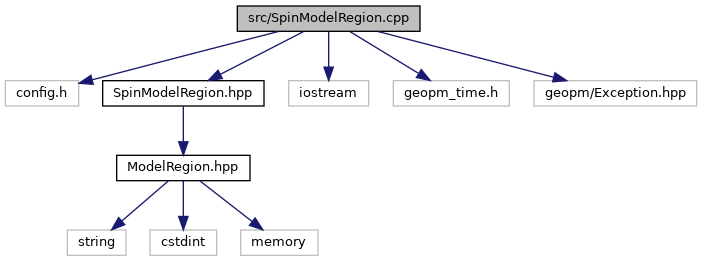 src/SpinModelRegion.cpp
config.h
SpinModelRegion.hpp
iostream
geopm_time.h
geopm/Exception.hpp
ModelRegion.hpp
string
cstdint
memory